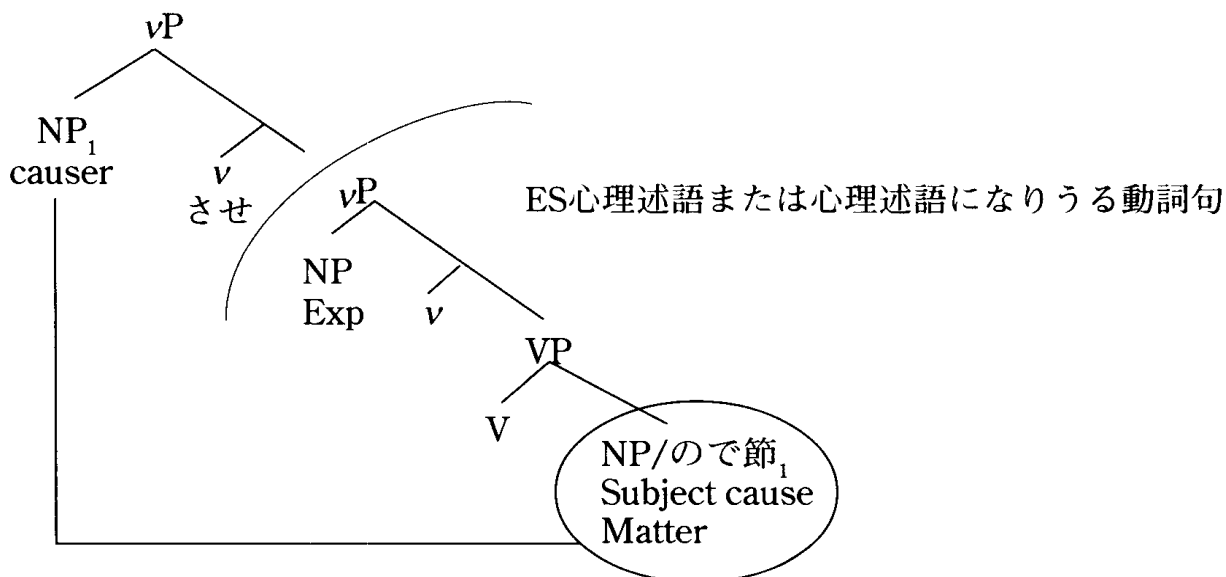 vP
NP₁
causer
v
させ
vP
ES心理述語または心理述語になりうる動詞句
NP
Exp
v
VP
V
NP/ので節₁
Subject cause
Matter